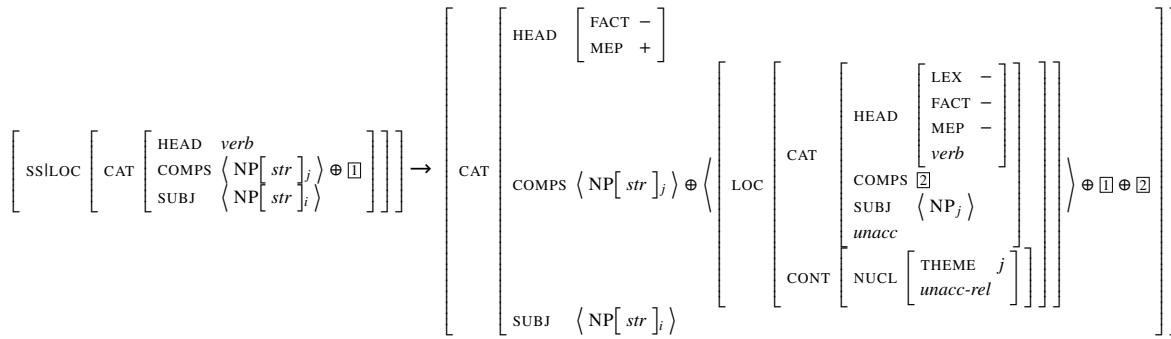 HEAD [ FACT −
MEP + ]
LEX −
FACT −
MEP −
verb
HEAD
CAT
COMPS [2]
SUBJ ⟨ NP j ⟩
unacc
LOC
CONT [ NUCL [ THEME j
unacc-rel ] ]
[ SS|LOC [ CAT [ HEAD verb
COMPS ⟨ NP[ str ] j ⟩ ⊕ [1]
SUBJ ⟨ NP[ str ] i ⟩ ] ] ] →
CAT
COMPS ⟨ NP[ str ] j ⟩ ⊕ ⟨ ⟩ ⊕ [1] ⊕ [2]
SUBJ ⟨ NP[ str ] i ⟩